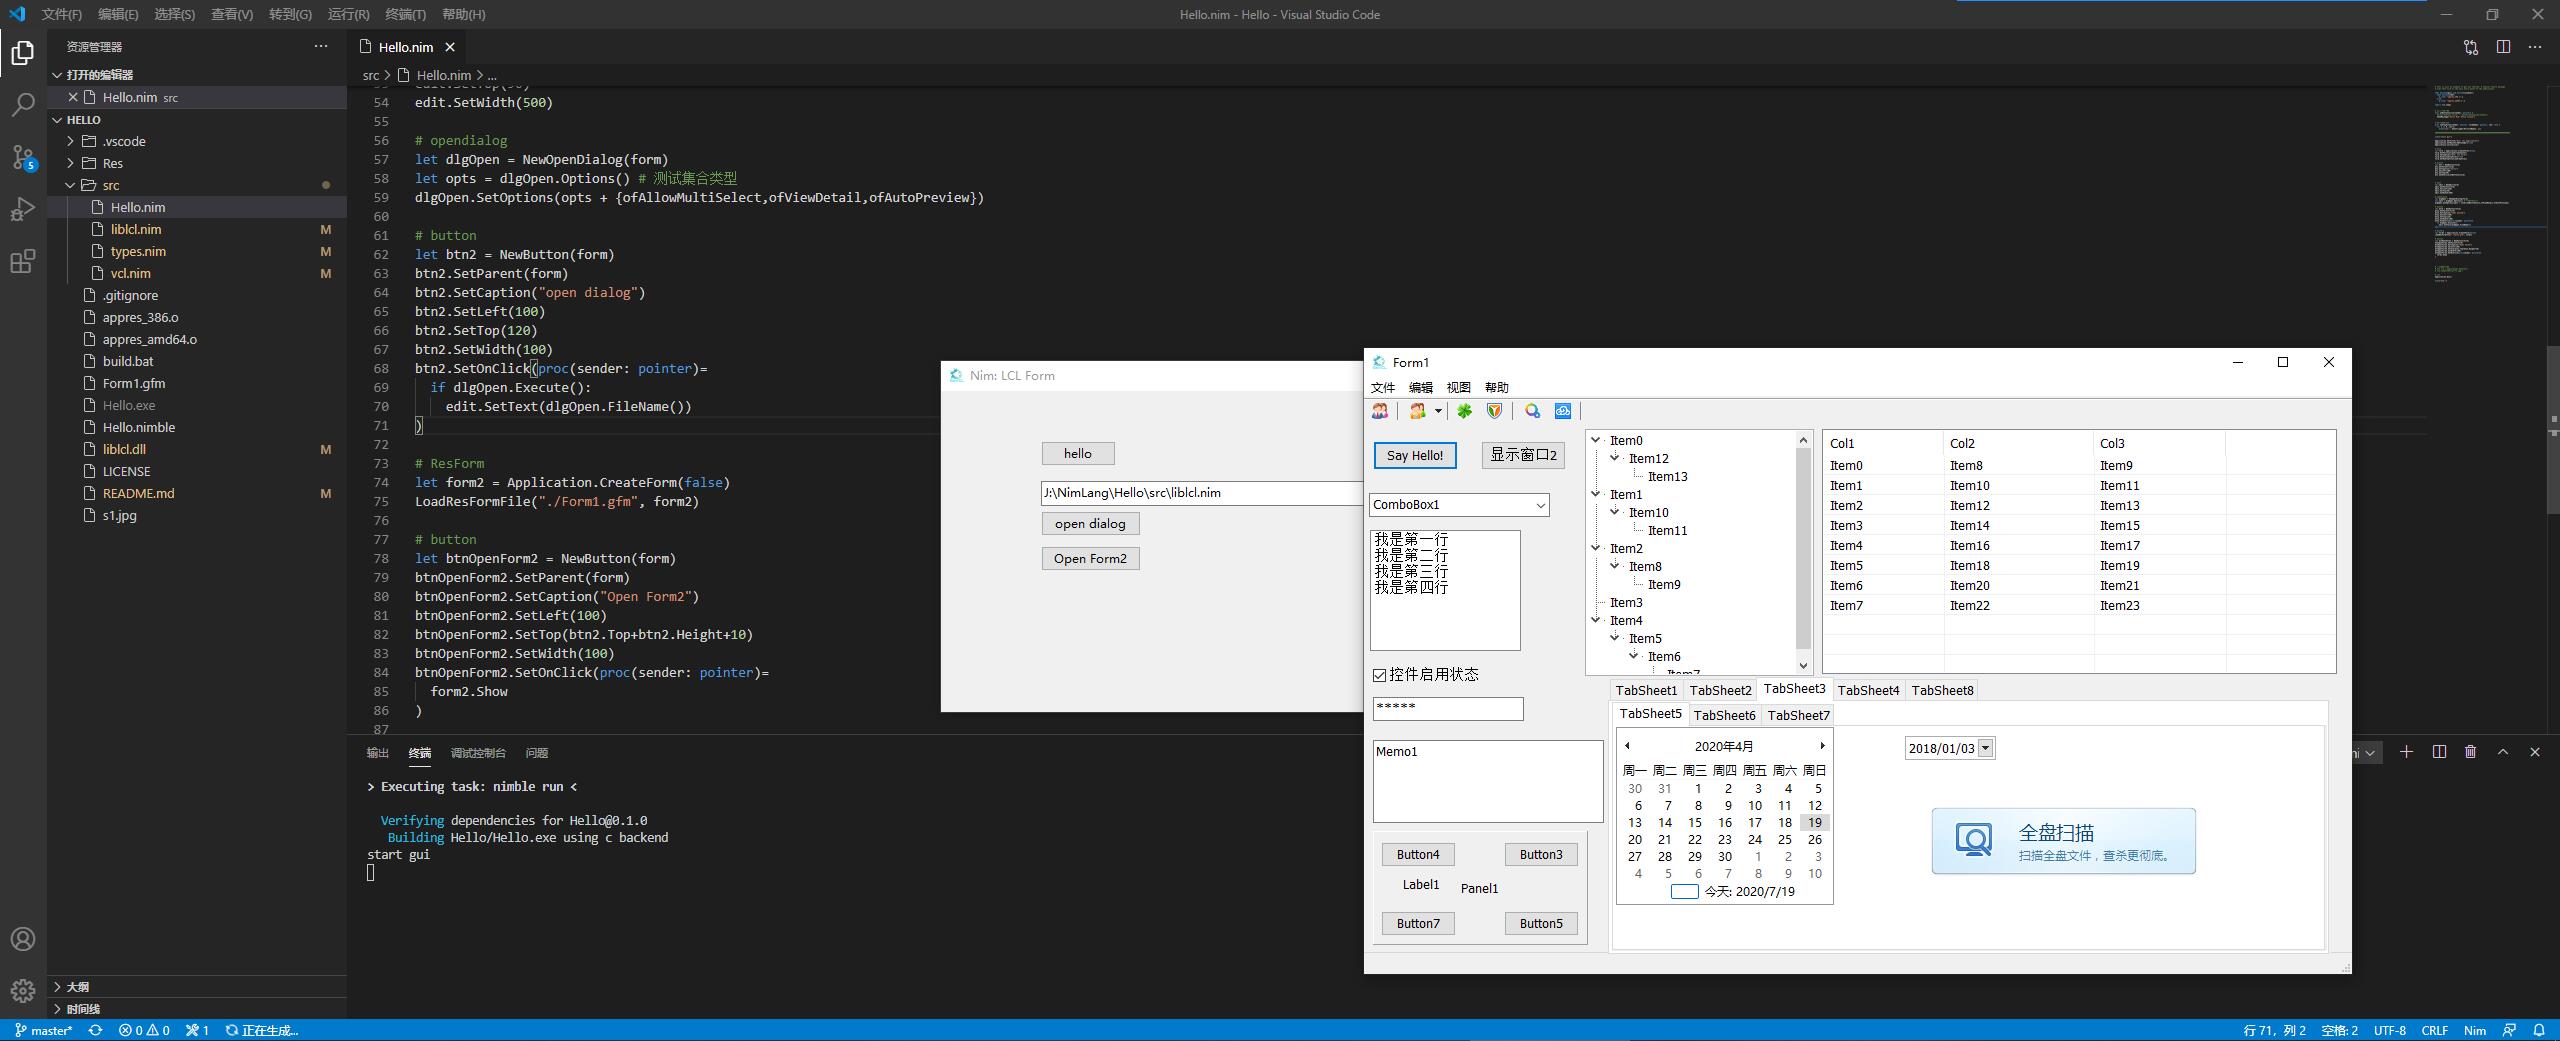 文件(F) 编辑(E) 选择(S) 查看(V) 转到(G) 运行(R) 终端(T) 帮助(H)
Hello.nim - Hello - Visual Studio Code
资源管理器
打开的编辑器
Hello.nim src
HELLO
.vscode
Res
src
Hello.nim
liblcl.nim M
types.nim M
vcl.nim M
.gitignore
appres_386.o
appres_amd64.o
build.bat
Form1.gfm
Hello.exe
Hello.nimble
liblcl.dll M
LICENSE
README.md M
s1.jpg
大纲
时间线
5
Hello.nim
src > Hello.nim > ...
54 edit.SetWidth(500)
55
56 # opendialog
57 let dlgOpen = NewOpenDialog(form)
58 let opts = dlgOpen.Options() # 测试集合类型
59 dlgOpen.SetOptions(opts + {ofAllowMultiSelect,ofViewDetail,ofAutoPreview})
60
61 # button
62 let btn2 = NewButton(form)
63 btn2.SetParent(form)
64 btn2.SetCaption("open dialog")
65 btn2.SetLeft(100)
66 btn2.SetTop(120)
67 btn2.SetWidth(100)
68 btn2.SetOnClick(proc(sender: pointer)=
69 if dlgOpen.Execute():
70 edit.SetText(dlgOpen.FileName())
71 )
72
73 # ResForm
74 let form2 = Application.CreateForm(false)
75 LoadResFormFile("./Form1.gfm", form2)
76
77 # button
78 let btnOpenForm2 = NewButton(form)
79 btnOpenForm2.SetParent(form)
80 btnOpenForm2.SetCaption("Open Form2")
81 btnOpenForm2.SetLeft(100)
82 btnOpenForm2.SetTop(btn2.Top+btn2.Height+10)
83 btnOpenForm2.SetWidth(100)
84 btnOpenForm2.SetOnClick(proc(sender: pointer)=
85 form2.Show
86 )
87
输出 终端 调试控制台 问题
> Executing task: nimble run <
Verifying dependencies for Hello@0.1.0
Building Hello/Hello.exe using c backend
start gui
Nim: LCL Form
hello
J:\NimLang\Hello\src\liblcl.nim
open dialog
Open Form2
Form1
文件 编辑 视图 帮助
Say Hello! 显示窗口2
ComboBox1
我是第一行
我是第二行
我是第三行
我是第四行
控件启用状态
*****
Memo1
Button4 Button3
Label1 Panel1
Button7 Button5
Item0
Item12
Item13
Item1
Item10
Item11
Item2
Item8
Item9
Item3
Item4
Item5
Item6
Item7
Col1 Col2 Col3
Item0 Item8 Item9
Item1 Item10 Item11
Item2 Item12 Item13
Item3 Item14 Item15
Item4 Item16 Item17
Item5 Item18 Item19
Item6 Item20 Item21
Item7 Item22 Item23
TabSheet1 TabSheet2 TabSheet3 TabSheet4 TabSheet8
TabSheet5 TabSheet6 TabSheet7
2020年4月
周一 周二 周三 周四 周五 周六 周日
30 31 1 2 3 4 5
6 7 8 9 10 11 12
13 14 15 16 17 18 19
20 21 22 23 24 25 26
27 28 29 30 1 2 3
4 5 6 7 8 9 10
今天: 2020/7/19
2018/01/03
全盘扫描
扫描全盘文件，查杀更彻底。
master* 0 0 1 正在生成...
行 71，列 2 空格: 2 UTF-8 CRLF Nim